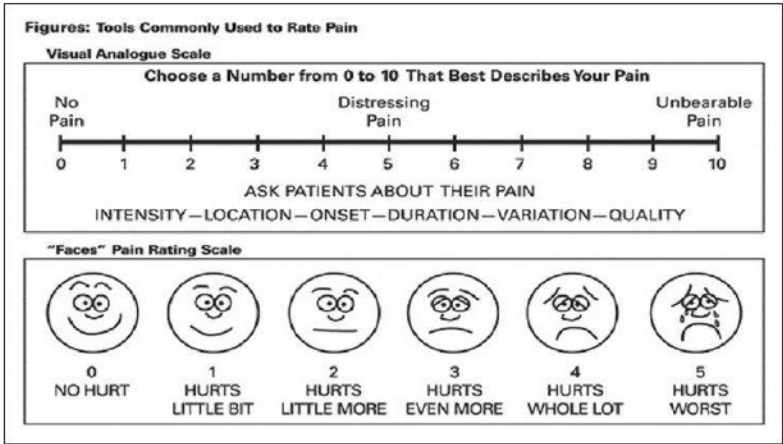 Figures: Tools Commonly Used to Rate Pain
Visual Analogue Scale
Choose a Number from 0 to 10 That Best Describes Your Pain
No Distressing Unbearable
Pain Pain Pain
0 1 2 3 4 5 6 7 8 9 10
ASK PATIENTS ABOUT THEIR PAIN
INTENSITY—LOCATION—ONSET—DURATION—VARIATION—QUALITY
"Faces" Pain Rating Scale
0 1 2 3 4 5
NO HURT HURTS HURTS HURTS HURTS HURTS
LITTLE BIT LITTLE MORE EVEN MORE WHOLE LOT WORST